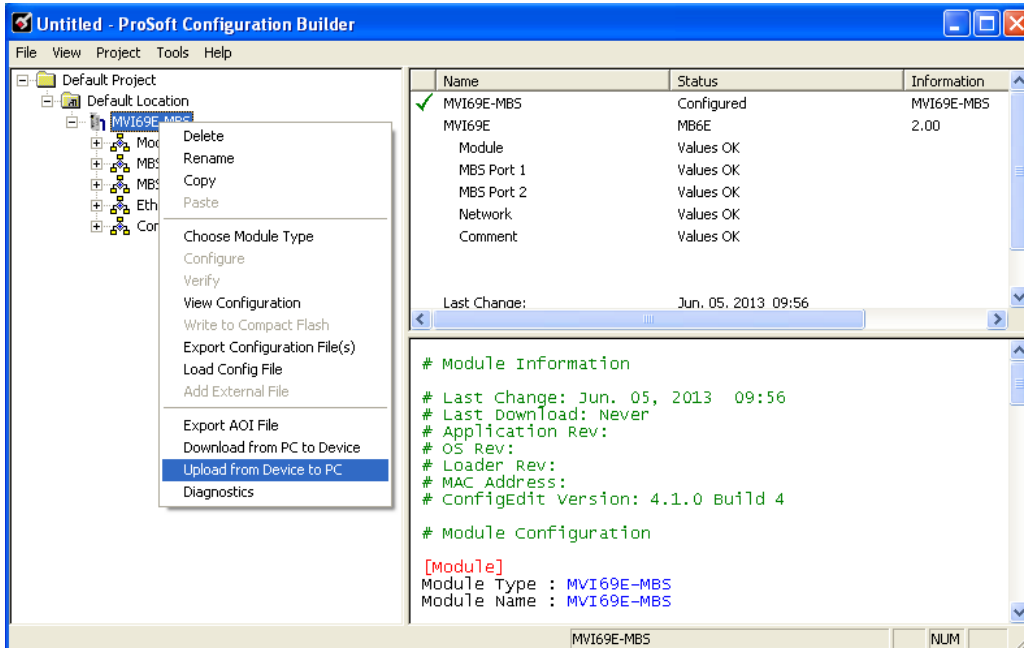 Untitled - ProSoft Configuration Builder
File View Project Tools Help
Default Project
Default Location
MVI69E-MBS
Mod
MBS
MBS
Eth
Com
Delete
Rename
Copy
Paste
Choose Module Type
Configure
Verify
View Configuration
Write to Compact Flash
Export Configuration File(s)
Load Config File
Add External File
Export AOI File
Download from PC to Device
Upload from Device to PC
Diagnostics
Name Status Information
MVI69E-MBS Configured MVI69E-MBS
MVI69E MB6E 2.00
Module Values OK
MBS Port 1 Values OK
MBS Port 2 Values OK
Network Values OK
Comment Values OK
Last Change: Jun. 05, 2013 09:56
# Module Information
# Last Change: Jun. 05, 2013 09:56
# Last Download: Never
# Application Rev:
# OS Rev:
# Loader Rev:
# MAC Address:
# ConfigEdit Version: 4.1.0 Build 4
# Module Configuration
[Module]
Module Type : MVI69E-MBS
Module Name : MVI69E-MBS
MVI69E-MBS NUM